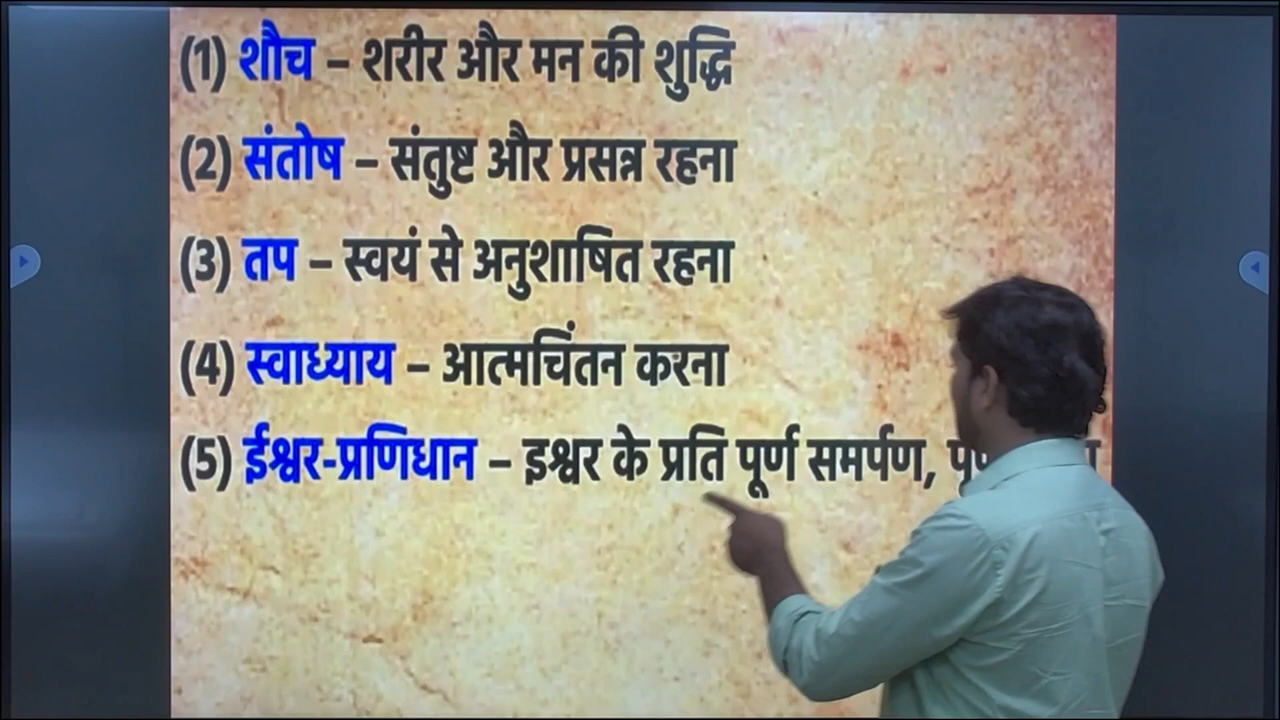 (1) शौच – शरीर और मन की शुद्धि
(2) संतोष – संतुष्ट और प्रसन्न रहना
(3) तप – स्वयं से अनुशाषित रहना
(4) स्वाध्याय – आत्मचिंतन करना
(5) ईश्वर-प्रणिधान – इश्वर के प्रति पूर्ण समर्पण,